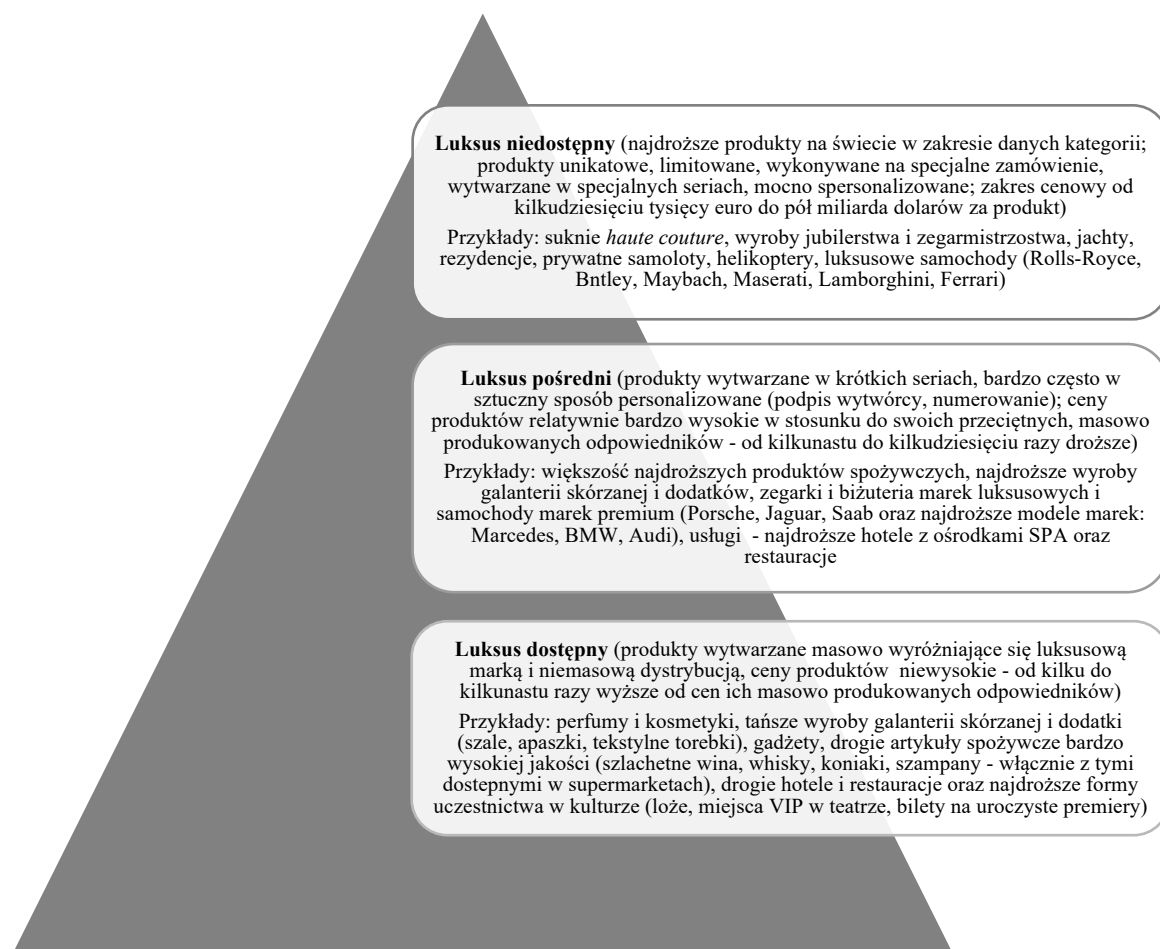 Luksus niedostępny (najdroższe produkty na świecie w zakresie danych kategorii;
produkty unikatowe, limitowane, wykonywane na specjalne zamówienie,
wytwarzane w specjalnych seriach, mocno spersonalizowane; zakres cenowy od
kilkudziesięciu tysięcy euro do pół miliarda dolarów za produkt)
Przykłady: suknie haute couture, wyroby jubilerstwa i zegarmistrzostwa, jachty,
rezydencje, prywatne samoloty, helikoptery, luksusowe samochody (Rolls-Royce,
Bntley, Maybach, Maserati, Lamborghini, Ferrari)
Luksus pośredni (produkty wytwarzane w krótkich seriach, bardzo często w
sztuczny sposób personalizowane (podpis wytwórcy, numerowanie); ceny
produktów relatywnie bardzo wysokie w stosunku do swoich przeciętnych, masowo
produkowanych odpowiedników - od kilkunastu do kilkudziesięciu razy droższe)
Przykłady: większość najdroższych produktów spożywczych, najdroższe wyroby
galanterii skórzanej i dodatków, zegarki i biżuteria marek luksusowych i
samochody marek premium (Porsche, Jaguar, Saab oraz najdroższe modele marek:
Marcedes, BMW, Audi), usługi - najdroższe hotele z ośrodkami SPA oraz
restauracje
Luksus dostępny (produkty wytwarzane masowo wyróżniające się luksusową
marką i niemasową dystrybucją, ceny produktów niewysokie - od kilku do
kilkunastu razy wyższe od cen ich masowo produkowanych odpowiedników)
Przykłady: perfumy i kosmetyki, tańsze wyroby galanterii skórzanej i dodatki
(szale, apaszki, tekstylne torebki), gadżety, drogie artykuły spożywcze bardzo
wysokiej jakości (szlachetne wina, whisky, koniaki, szampany - włącznie z tymi
dostepnymi w supermarketach), drogie hotele i restauracje oraz najdroższe formy
uczestnictwa w kulturze (loże, miejsca VIP w teatrze, bilety na uroczyste premiery)